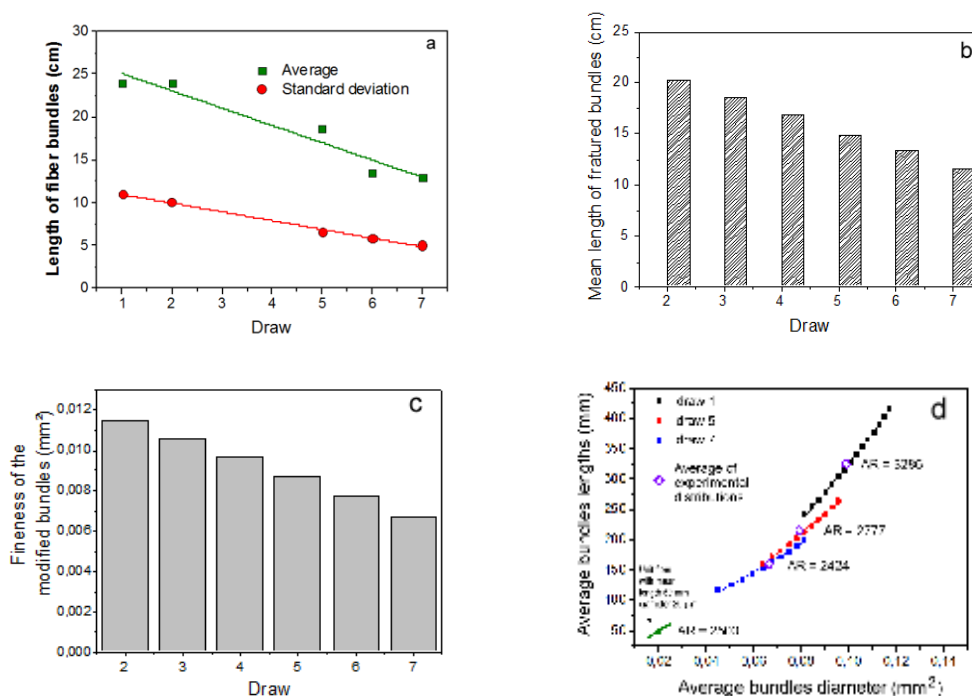 a
Length of fiber bundles (cm)
30
25
20
15
10
5
0
Average
Standard deviation
1 2 3 4 5 6 7
Draw
b
Mean length of fratured bundles (cm)
25
20
15
10
5
0
2 3 4 5 6 7
Draw
c
Fineness of the
modified bundles (mm²)
0,012
0,010
0,008
0,006
0,004
0,002
0,000
2 3 4 5 6 7
Draw
d
Average bundles lengths (mm)
450
400
350
300
250
200
150
100
50
draw 1
draw 5
draw 7
Average of
experimental
distributions
AR = 3286
AR = 2777
AR = 2424
with mean
AR =
0,02 0,04 0,06 0,08 0,10 0,12 0,14
Average bundles diameter (mm²)